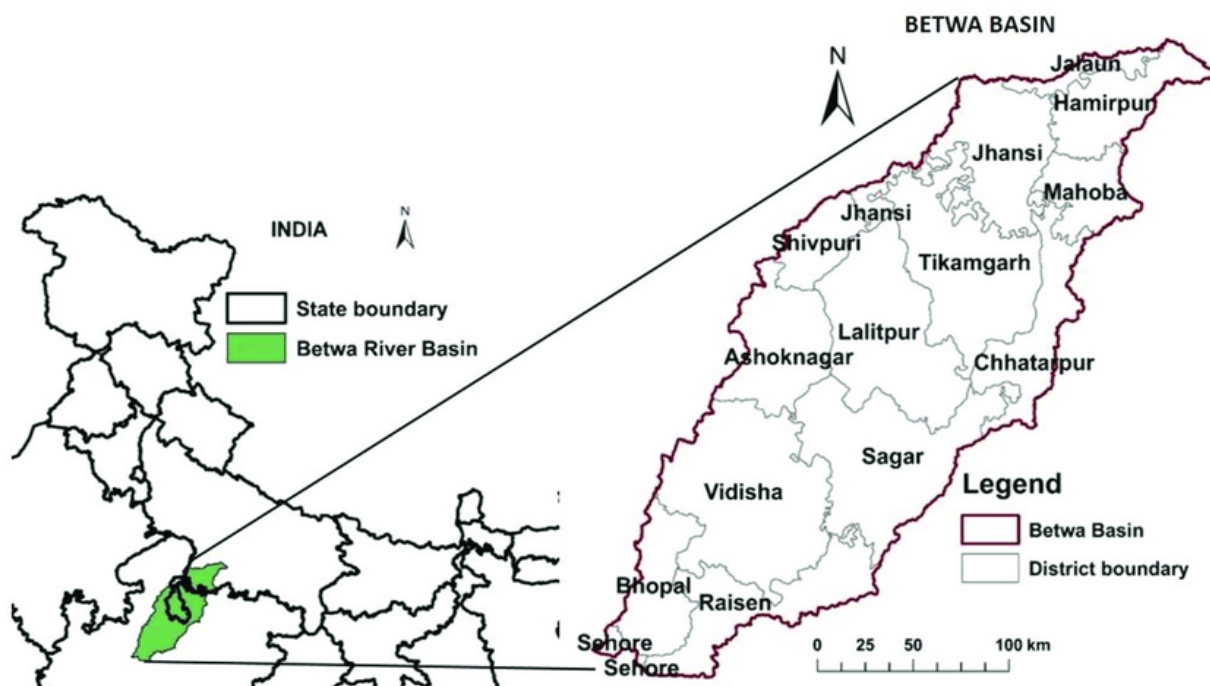 BETWA BASIN
N
Jalaun
Hamirpur
Jhansi
Mahoba
Jhansi
Shivpuri
Tikamgarh
Lalitpur
Ashoknagar
Chhatarpur
Sagar
Vidisha
Bhopal
Raisen
Sehore
Sehore
Legend
Betwa Basin
District boundary
0 25 50 100 km
INDIA
N
State boundary
Betwa River Basin